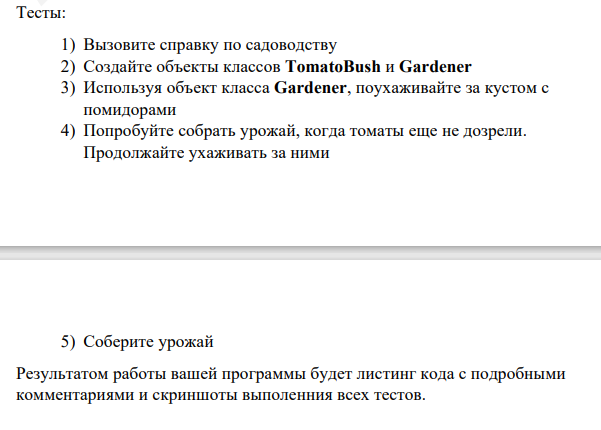 Тесты:
1) Вызовите справку по садоводству
2) Создайте объекты классов TomatoBush и Gardener
3) Используя объект класса Gardener, поухаживайте за кустом с
помидорами
4) Попробуйте собрать урожай, когда томаты еще не дозрели.
Продолжайте ухаживать за ними
5) Соберите урожай
Результатом работы вашей программы будет листинг кода с подробными
комментариями и скриншоты выполенния всех тестов.